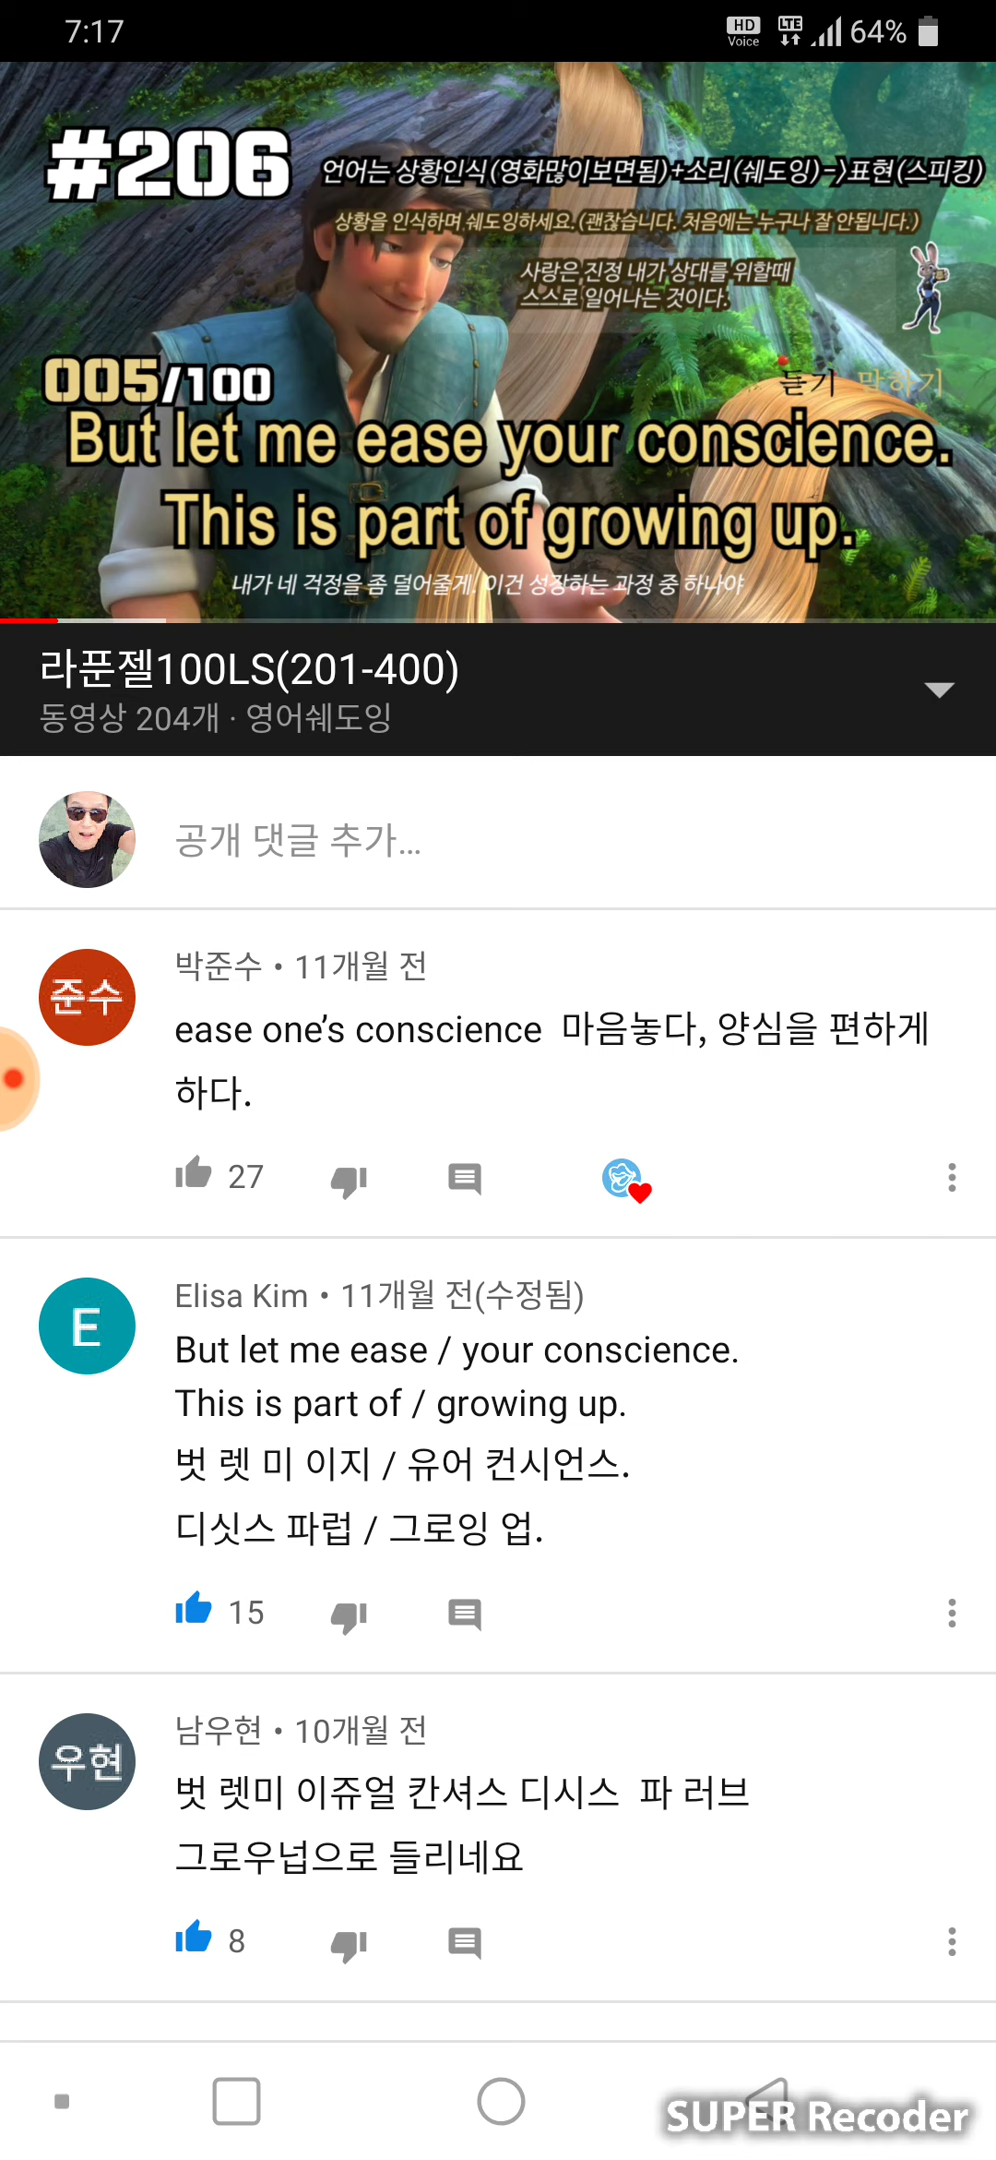 7:17
HD Voice LTE 64%
#206
언어는 상황인식(영화많이보면됨)+소리(쉐도잉)->표현(스피킹)
상황을 인식하며 쉐도잉하세요.(괜찮습니다. 처음에는 누구나 잘 안됩니다.)
사랑은 진정 내가 상대를 위할때
스스로 일어나는 것이다.
005/100
듣기 말하기
But let me ease your conscience.
This is part of growing up.
내가 네 걱정을 좀 덜어줄게. 이건 성장하는 과정 중 하나야
라푼젤100LS(201-400)
동영상 204개 · 영어쉐도잉
공개 댓글 추가...
준수
박준수 • 11개월 전
ease one’s conscience 마음놓다, 양심을 편하게
하다.
27
E
Elisa Kim • 11개월 전(수정됨)
But let me ease / your conscience.
This is part of / growing up.
벗 렛 미 이지 / 유어 컨시언스.
디싯스 파럽 / 그로잉 업.
15
우현
남우현 • 10개월 전
벗 렛미 이쥬얼 칸셔스 디시스 파 러브
그로우넙으로 들리네요
8
SUPER Recoder